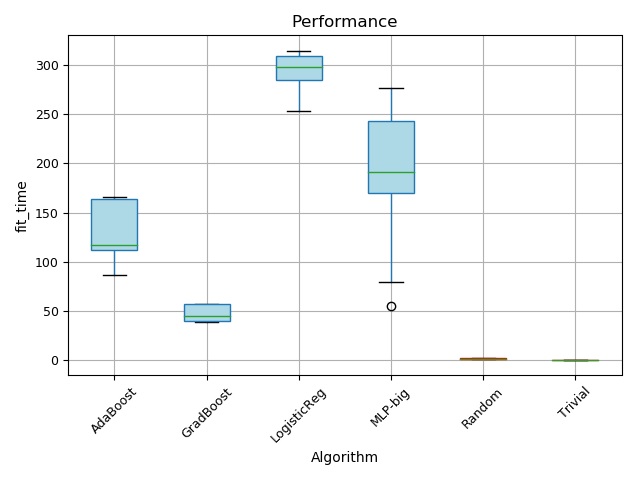 Performance
300
250
200
150
100
50
0
fit_time
AdaBoost
GradBoost
LogisticReg
MLP-big
Random
Trivial
Algorithm